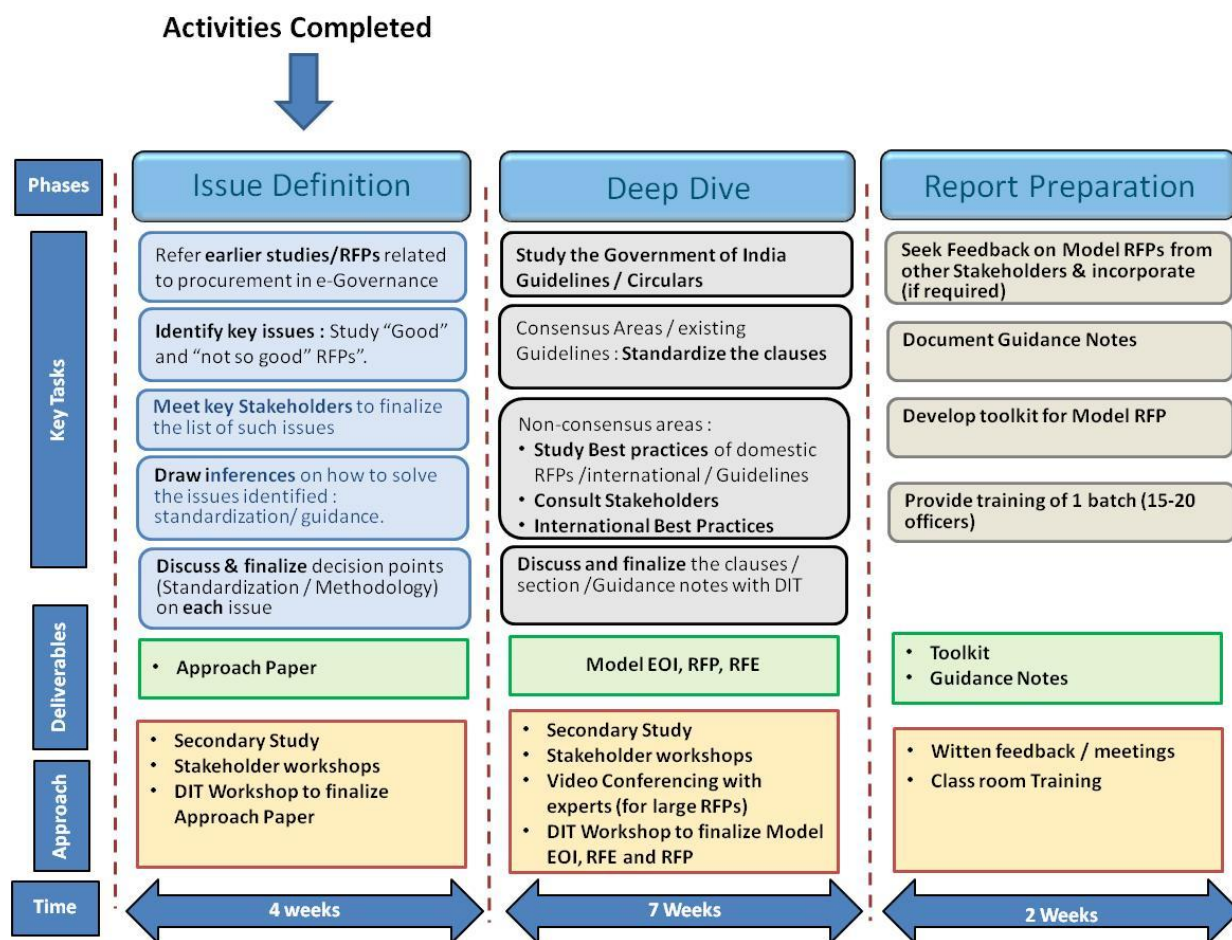 Activities Completed
Phases
Issue Definition
Deep Dive
Report Preparation
Key Tasks
Refer earlier studies/RFPs related
to procurement in e-Governance
Identify key issues : Study “Good”
and “not so good” RFPs”.
Meet key Stakeholders to finalize
the list of such issues
Draw inferences on how to solve
the issues identified :
standardization/ guidance.
Discuss & finalize decision points
(Standardization / Methodology)
on each issue
Study the Government of India
Guidelines / Circulars
Consensus Areas / existing
Guidelines : Standardize the clauses
Non-consensus areas :
• Study Best practices of domestic
RFPs /international / Guidelines
• Consult Stakeholders
• International Best Practices
Discuss and finalize the clauses /
section /Guidance notes with DIT
Seek Feedback on Model RFPs from
other Stakeholders & incorporate
(if required)
Document Guidance Notes
Develop toolkit for Model RFP
Provide training of 1 batch (15-20
officers)
Deliverables
• Approach Paper
Model EOI, RFP, RFE
• Toolkit
• Guidance Notes
Approach
• Secondary Study
• Stakeholder workshops
• DIT Workshop to finalize
Approach Paper
• Secondary Study
• Stakeholder workshops
• Video Conferencing with
experts (for large RFPs)
• DIT Workshop to finalize Model
EOI, RFE and RFP
• Witten feedback / meetings
• Class room Training
Time
4 weeks
7 Weeks
2 Weeks